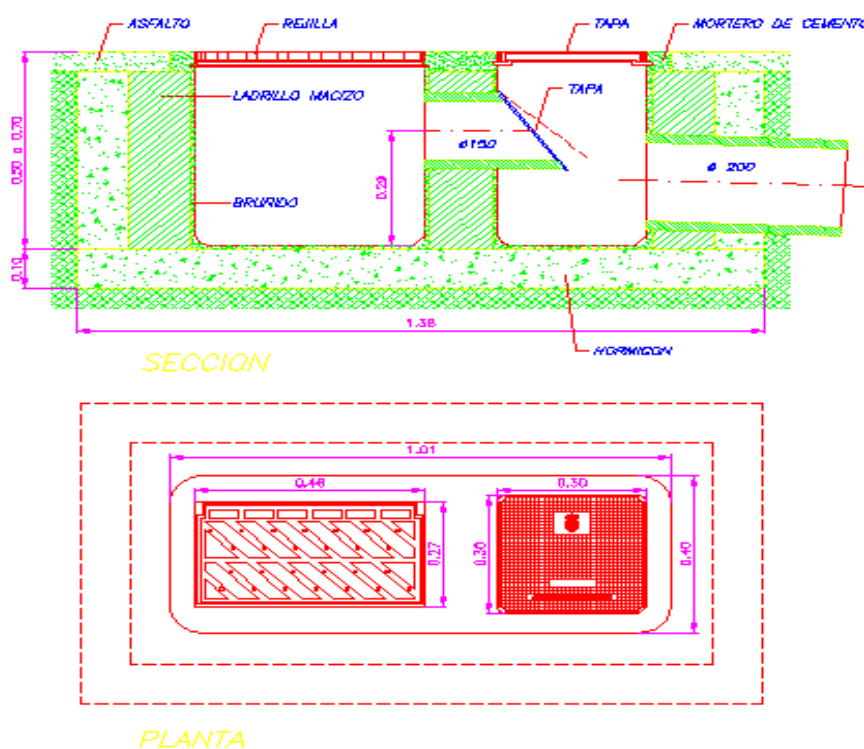 ASFALTO
REJILLA
TAPA
MORTERO DE CEMENTO
LADRILLO MACIZO
TAPA
ø150
ø 200
0.50 a 0.70
0.29
BRUÑIDO
0.10
1.38
HORMIGON
SECCION
1.01
0.46
0.30
0.27
0.30
0.40
PLANTA